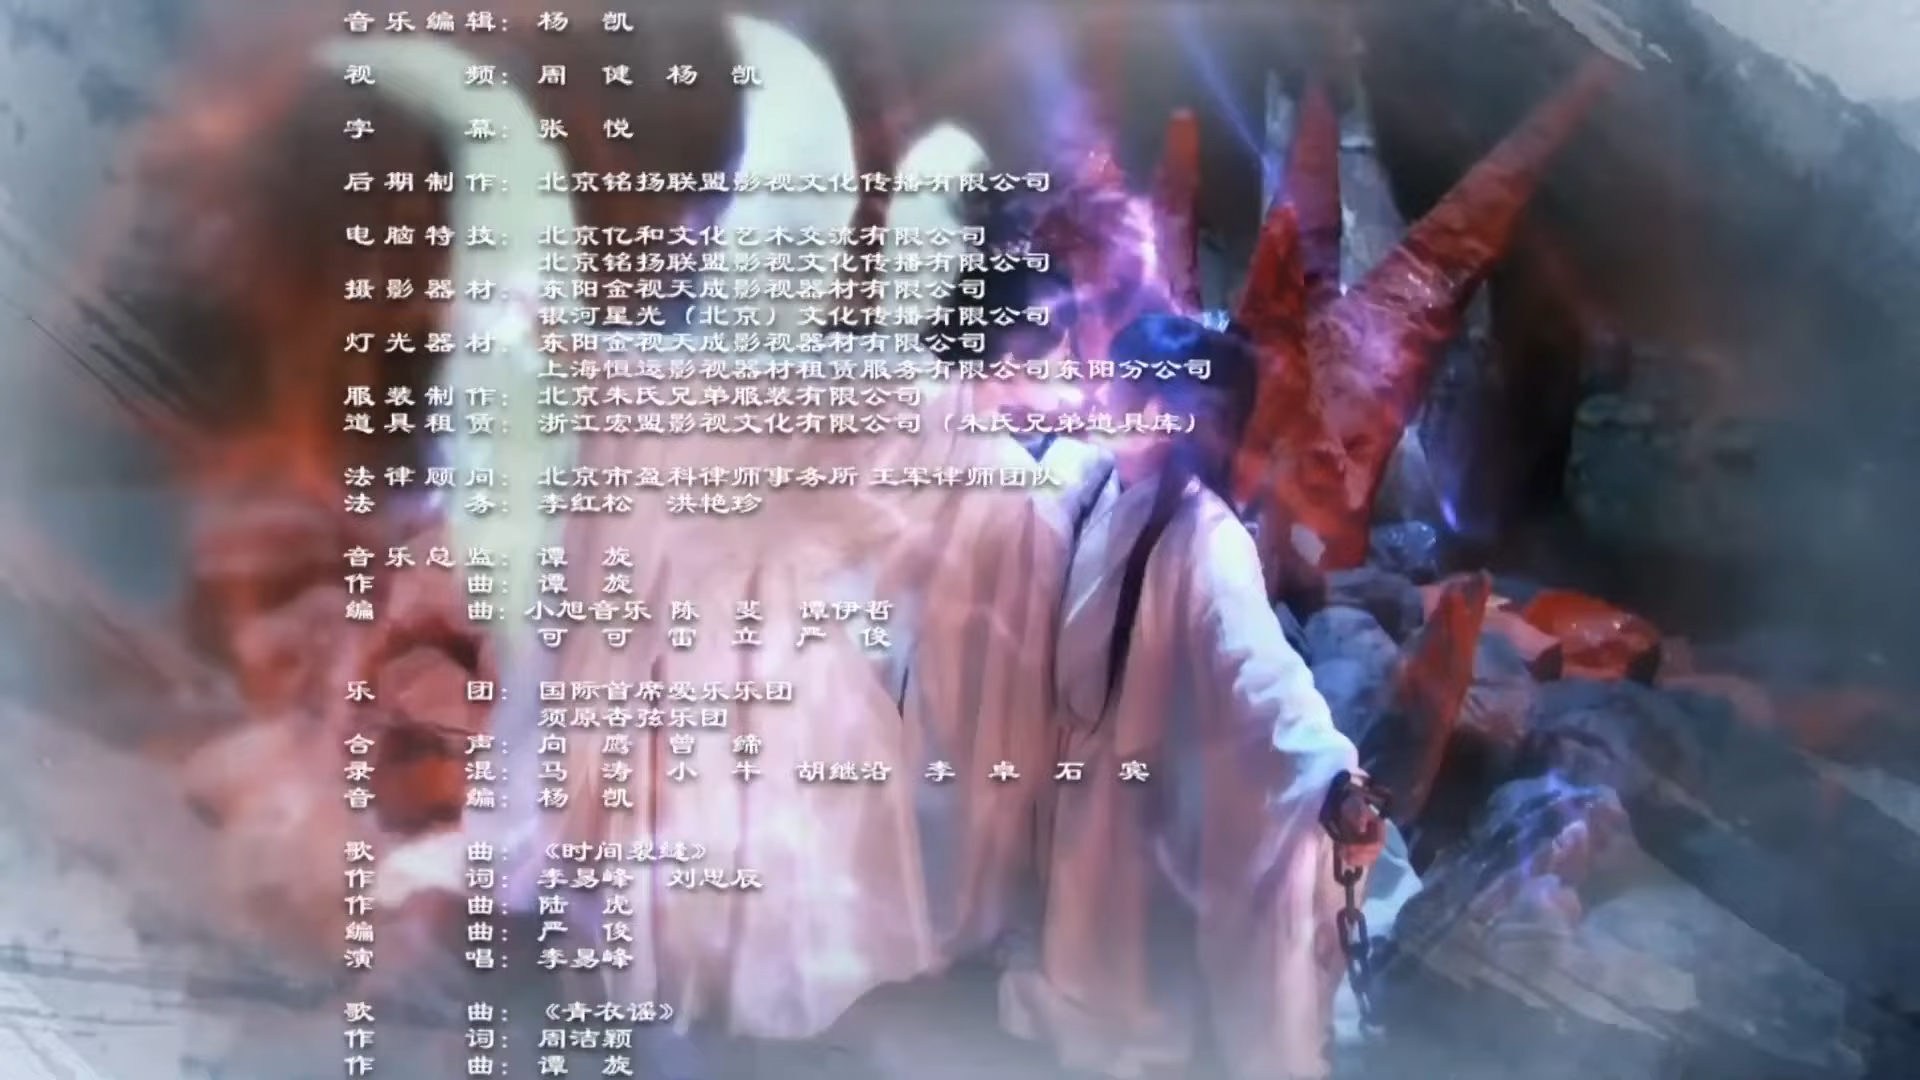 音乐编辑：杨　凯
视　　频：周　健　杨　凯
字　　幕：张　悦
后期制作：北京铭扬联盟影视文化传播有限公司
电脑特技：北京亿和文化艺术交流有限公司
北京铭扬联盟影视文化传播有限公司
摄影器材：东阳金视天成影视器材有限公司
银河星光（北京）文化传播有限公司
灯光器材：东阳金视天成影视器材有限公司
上海恒运影视器材租赁服务有限公司东阳分公司
服装制作：北京朱氏兄弟服装有限公司
道具租赁：浙江宏盟影视文化有限公司（朱氏兄弟道具库）
法律顾问：北京市盈科律师事务所 王军律师团队
法　　务：李红松　洪艳珍
音乐总监：谭　旋
作　　曲：谭　旋
编　　曲：小旭音乐　陈　斐　谭伊哲
可　可　雷　立　严　俊
乐　　团：国际首席爱乐乐团
须原杏弦乐团
合　　声：向　鹰　曾　缔
录　　混：马　涛　小　牛　胡继沿　李　卓　石　宾
音　　编：杨　凯
歌　　曲：《时间裂缝》
作　　词：李易峰　刘思辰
作　　曲：陆　虎
编　　曲：严　俊
演　　唱：李易峰
歌　　曲：《青衣谣》
作　　词：周洁颖
作　　曲：谭　旋